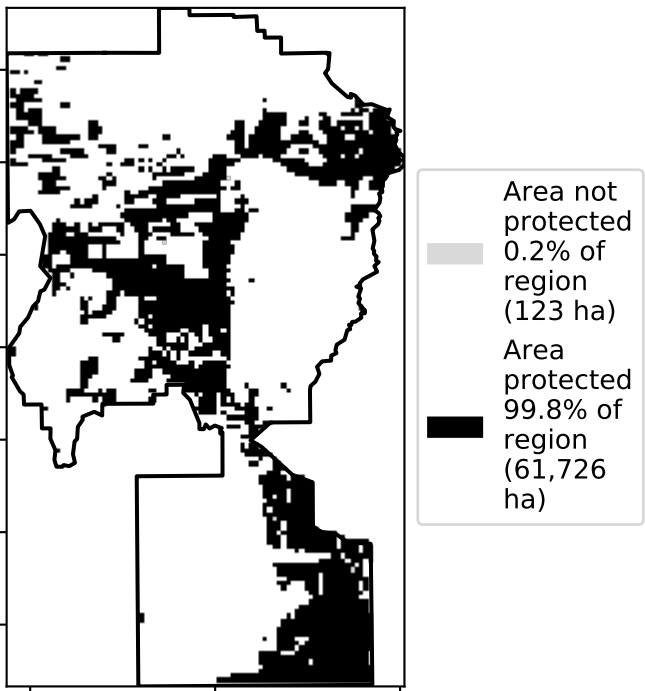 Area not
protected
0.2% of
region
(123 ha)
Area
protected
99.8% of
region
(61,726
ha)